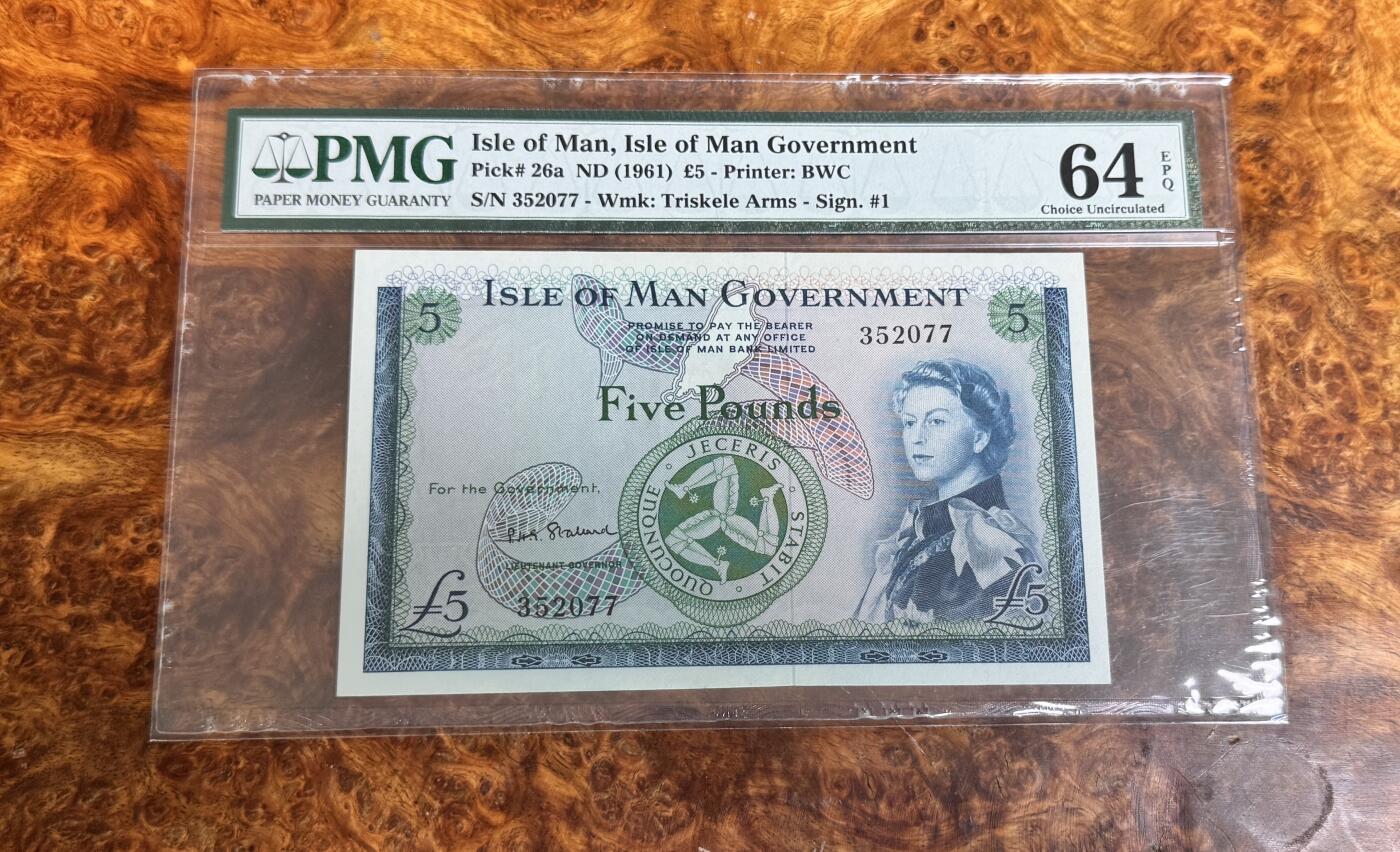 PMG
PAPER MONEY GUARANTY
Isle of Man, Isle of Man Government
Pick# 26a ND (1961) £5 - Printer: BWC
S/N 352077 - Wmk: Triskele Arms - Sign. #1
64
EPQ
Choice Uncirculated
5
ISLE OF MAN GOVERNMENT
5
PROMISE TO PAY THE BEARER
ON DEMAND AT ANY OFFICE
OF ISLE OF MAN BANK LIMITED
352077
Five Pounds
QUOCUNQUE · JECERIS · STABIT ·
For the Government,
LIEUTENANT GOVERNOR
£5
352077
£5